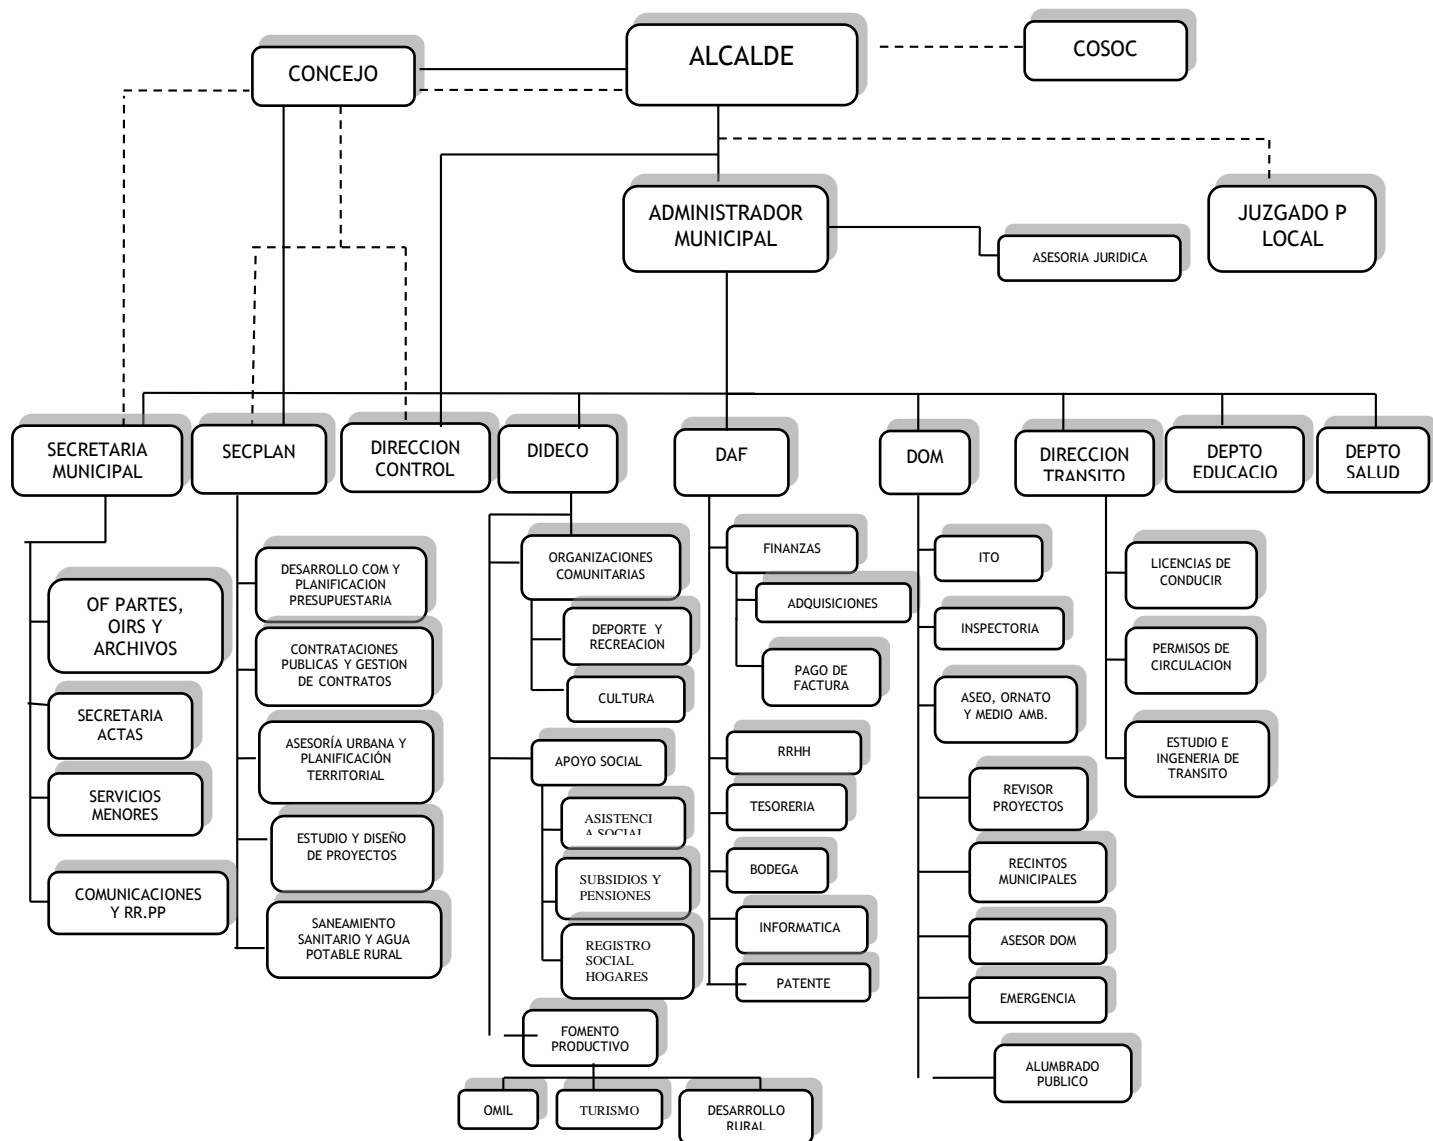 ALCALDE
COSOC
CONCEJO
ADMINISTRADOR
MUNICIPAL
JUZGADO P
LOCAL
ASESORIA JURIDICA
SECRETARIA
MUNICIPAL
SECPLAN
DIRECCION
CONTROL
DIDECO
DAF
DOM
DIRECCION
TRANSITO
DEPTO
EDUCACIO
DEPTO
SALUD
OF PARTES,
OIRS Y
ARCHIVOS
SECRETARIA
ACTAS
SERVICIOS
MENORES
COMUNICACIONES
Y RR.PP
DESARROLLO COM Y
PLANIFICACION
PRESUPUESTARIA
CONTRATACIONES
PUBLICAS Y GESTION
DE CONTRATOS
ASESORÍA URBANA Y
PLANIFICACIÓN
TERRITORIAL
ESTUDIO Y DISEÑO
DE PROYECTOS
SANEAMIENTO
SANITARIO Y AGUA
POTABLE RURAL
ORGANIZACIONES
COMUNITARIAS
DEPORTE Y
RECREACION
CULTURA
APOYO SOCIAL
ASISTENCI
A SOCIAL
SUBSIDIOS Y
PENSIONES
REGISTRO
SOCIAL
HOGARES
FOMENTO
PRODUCTIVO
OMIL
TURISMO
DESARROLLO
RURAL
FINANZAS
ADQUISICIONES
PAGO DE
FACTURA
RRHH
TESORERIA
BODEGA
INFORMATICA
PATENTE
ITO
INSPECTORIA
ASEO, ORNATO
Y MEDIO AMB.
REVISOR
PROYECTOS
RECINTOS
MUNICIPALES
ASESOR DOM
EMERGENCIA
ALUMBRADO
PUBLICO
LICENCIAS DE
CONDUCIR
PERMISOS DE
CIRCULACION
ESTUDIO E
INGENERIA DE
TRANSITO